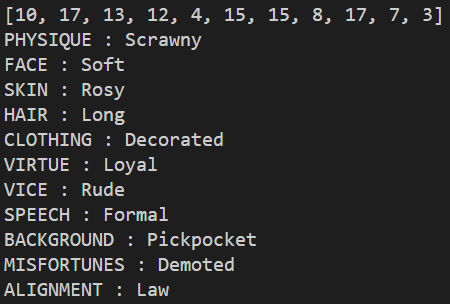 [10, 17, 13, 12, 4, 15, 15, 8, 17, 7, 3]
PHYSIQUE : Scrawny
FACE : Soft
SKIN : Rosy
HAIR : Long
CLOTHING : Decorated
VIRTUE : Loyal
VICE : Rude
SPEECH : Formal
BACKGROUND : Pickpocket
MISFORTUNES : Demoted
ALIGNMENT : Law